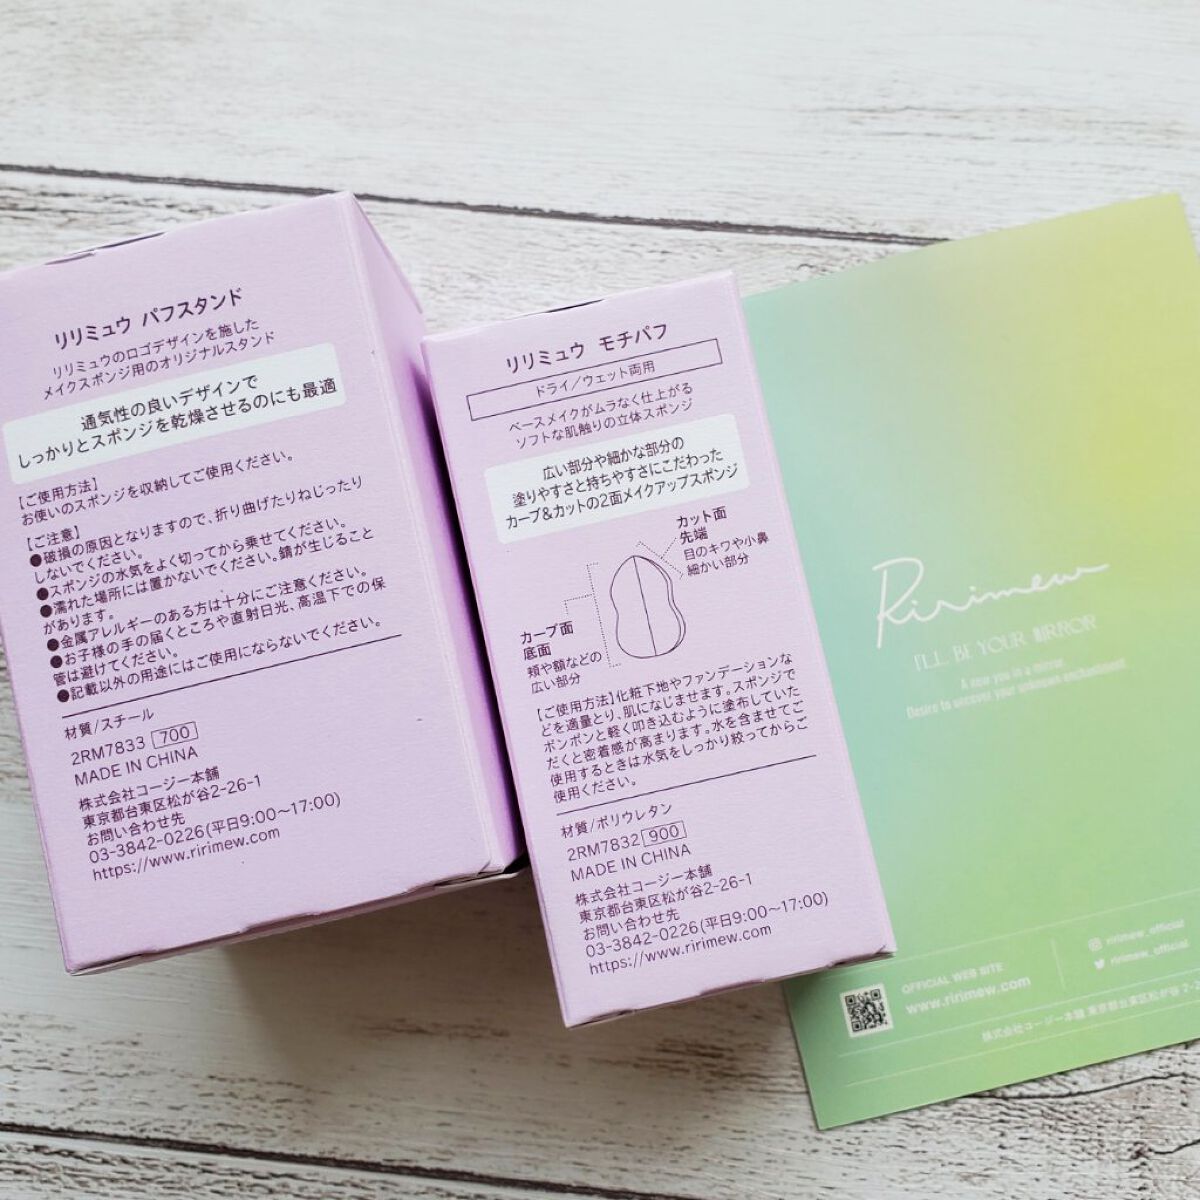 リリミュウ パフスタンド
リリミュウのロゴデザインを施した
メイクスポンジ用のオリジナルスタンド
通気性の良いデザインで
しっかりとスポンジを乾燥させるのにも最適
【ご使用方法】
お使いのスポンジを収納してご使用ください。
【ご注意】
●破損の原因となりますので、折り曲げたりねじったり
しないでください。
●スポンジの水気をよく切ってから乗せてください。
●濡れた場所には置かないでください。錆が生じること
があります。
●金属アレルギーのある方は十分にご注意ください。
●お子様の手の届くところや直射日光、高温下での保
管は避けてください。
●記載以外の用途にはご使用にならないでください。
材質/スチール
2RM7833 700
MADE IN CHINA
株式会社コージー本舗
東京都台東区松が谷2-26-1
お問い合わせ先
03-3842-0226(平日9:00〜17:00)
https://www.ririmew.com
リリミュウ モチパフ
ドライ/ウェット両用
ベースメイクがムラなく仕上がる
ソフトな肌触りの立体スポンジ
広い部分や細かな部分の
塗りやすさと持ちやすさにこだわった
カーブ&カットの2面メイクアップスポンジ
カット面
先端
目のキワや小鼻
細かい部分
カーブ面
底面
頬や額などの
広い部分
【ご使用方法】化粧下地やファンデーションな
どを適量とり、肌になじませます。スポンジで
ポンポンと軽く叩き込むように塗布していた
だくと密着感が高まります。水を含ませてご
使用するときは水気をしっかり絞ってからご
使用ください。
材質/ポリウレタン
2RM7832 900
MADE IN CHINA
株式会社コージー本舗
東京都台東区松が谷2-26-1
お問い合わせ先
03-3842-0226(平日9:00〜17:00)
https://www.ririmew.com
Ririmew
I'LL BE YOUR MIRROR
A new you in a mirror
Desire to uncover your unknown enchantment
OFFICIAL WEB SITE
www.ririmew.com
ririmew_official
ririmew_official
株式会社コージー本舗 東京都台東区松が谷 2-